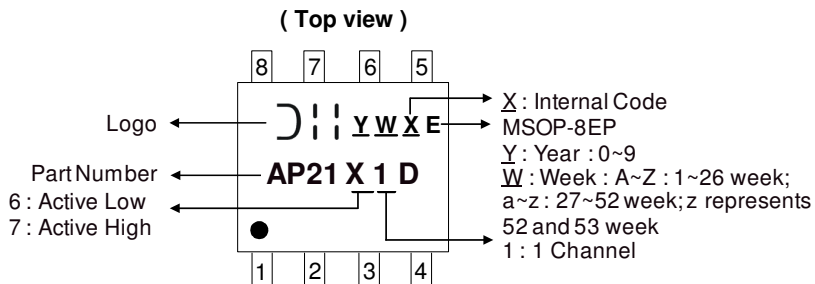 ( Top view )
8 7 6 5
Logo
Y W X E
X : Internal Code
MSOP-8EP
Y : Year : 0~9
Part Number
AP21 X 1 D
W : Week : A~Z : 1~26 week;
6 : Active Low
a~z : 27~52 week; z represents
7 : Active High
52 and 53 week
1 : 1 Channel
1 2 3 4